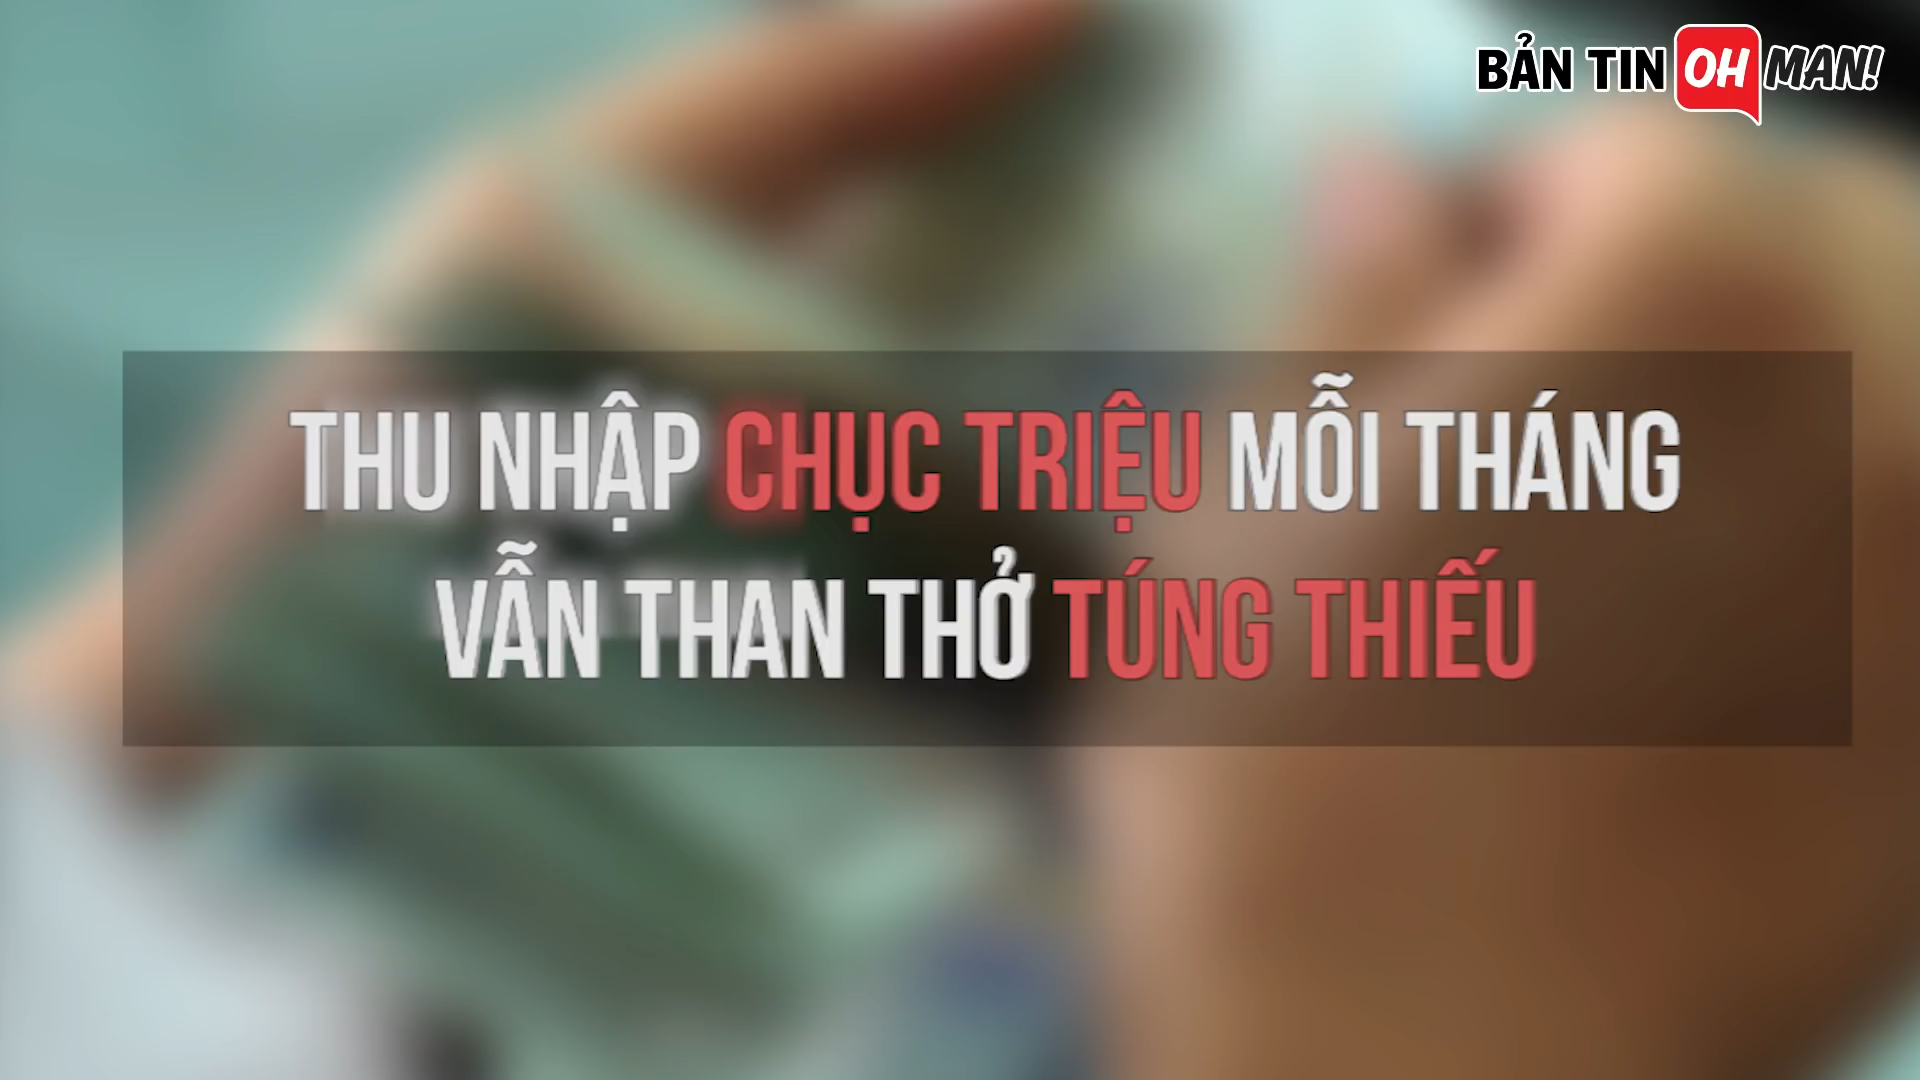 BẢN TIN OH MAN!
THU NHẬP CHỤC TRIỆU MỖI THÁNG
VẪN THAN THỞ TÚNG THIẾU